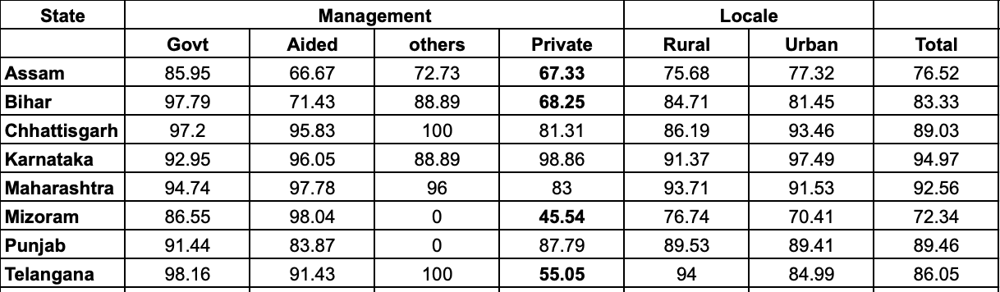 State Management Locale
Govt Aided others Private Rural Urban Total
Assam 85.95 66.67 72.73 67.33 75.68 77.32 76.52
Bihar 97.79 71.43 88.89 68.25 84.71 81.45 83.33
Chhattisgarh 97.2 95.83 100 81.31 86.19 93.46 89.03
Karnataka 92.95 96.05 88.89 98.86 91.37 97.49 94.97
Maharashtra 94.74 97.78 96 83 93.71 91.53 92.56
Mizoram 86.55 98.04 0 45.54 76.74 70.41 72.34
Punjab 91.44 83.87 0 87.79 89.53 89.41 89.46
Telangana 98.16 91.43 100 55.05 94 84.99 86.05